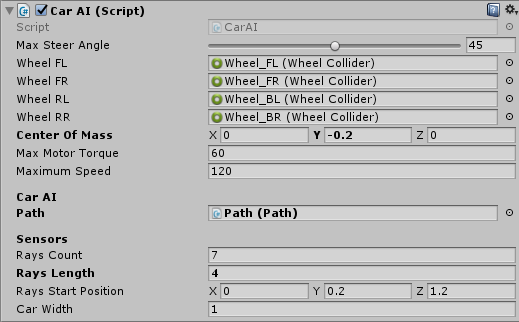 Car AI (Script)
Script CarAI
Max Steer Angle 45
Wheel FL Wheel_FL (Wheel Collider)
Wheel FR Wheel_FR (Wheel Collider)
Wheel RL Wheel_BL (Wheel Collider)
Wheel RR Wheel_BR (Wheel Collider)
Center Of Mass X 0 Y -0.2 Z 0
Max Motor Torque 60
Maximum Speed 120
Car AI
Path Path (Path)
Sensors
Rays Count 7
Rays Length 4
Rays Start Position X 0 Y 0.2 Z 1.2
Car Width 1